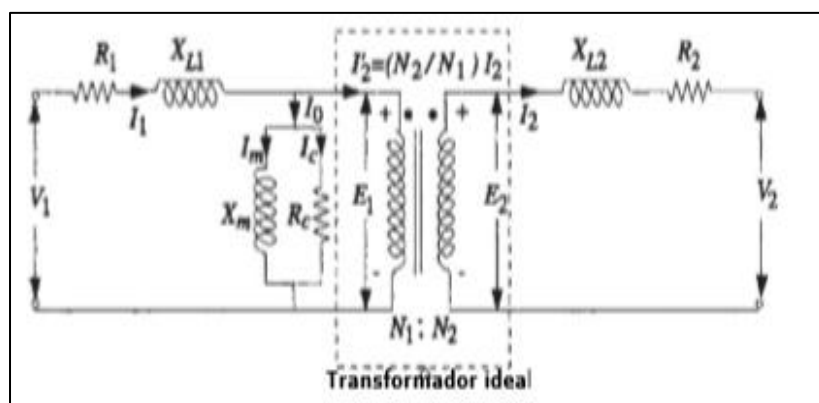 R1 XL1 I'2=(N2/N1) I2 XL2 R2
I1 I0 + + I2
Im Ic
V1 Xm Rc E1 E2 V2
- -
N1 : N2
Transformador ideal